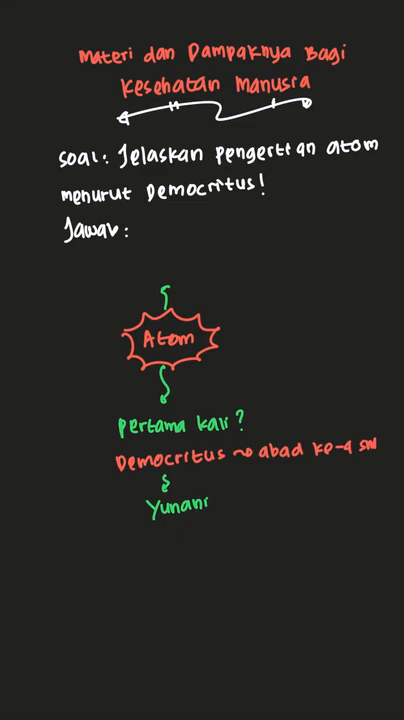 Materi dan Dampaknya Bagi
Kesehatan Manusia
Soal: Jelaskan pengertian atom
menurut Democritus!
Jawab:
Atom
Pertama kali?
Democritus ~ abad ke-4 SM
Yunani